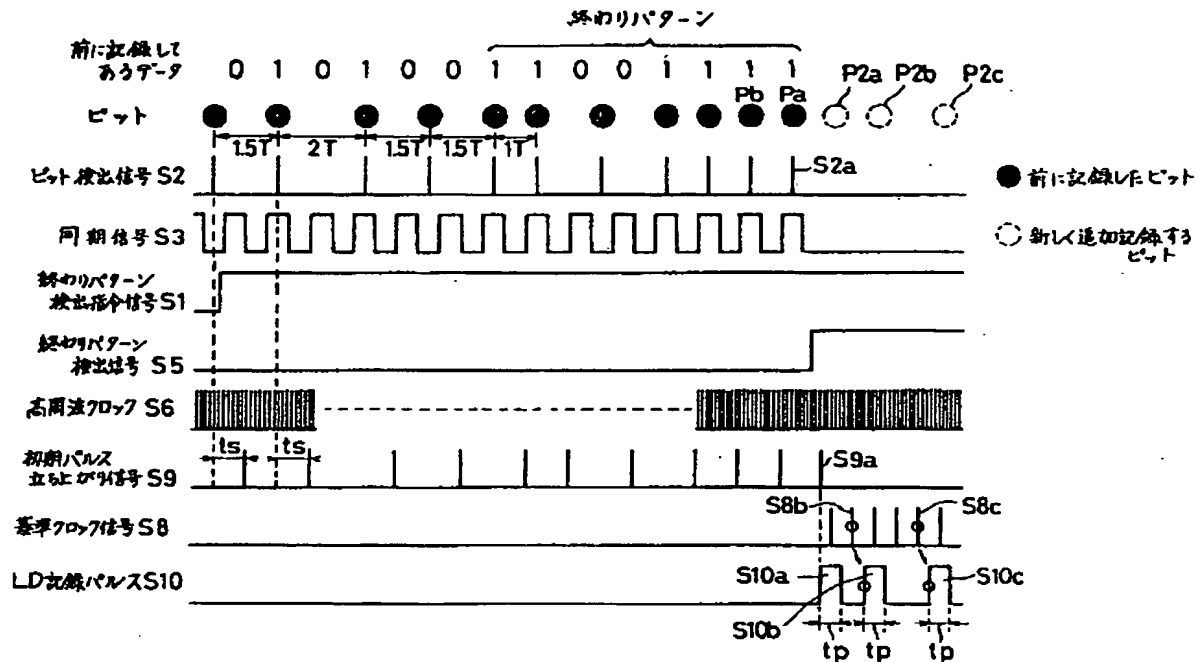 終わりパターン
前に記録して
あるデータ
0 1 0 1 0 0 1 1 0 0 1 1 1 1
Pb Pa
P2a P2b P2c
ピット
1.5T 2T 1.5T 1.5T 1T
ピット検出信号 S2
S2a
●前に記録したピット
同期信号 S3
新しく追加記録する
ピット
終わりパターン
検出指令信号 S1
終わりパターン
検出信号 S5
高周波クロック S6
ts ts
初期パルス
立ち上がり信号 S9
S9a
S8b S8c
基準クロック信号 S8
LD記録パルス S10
S10a S10c
S10b
tp tp tp